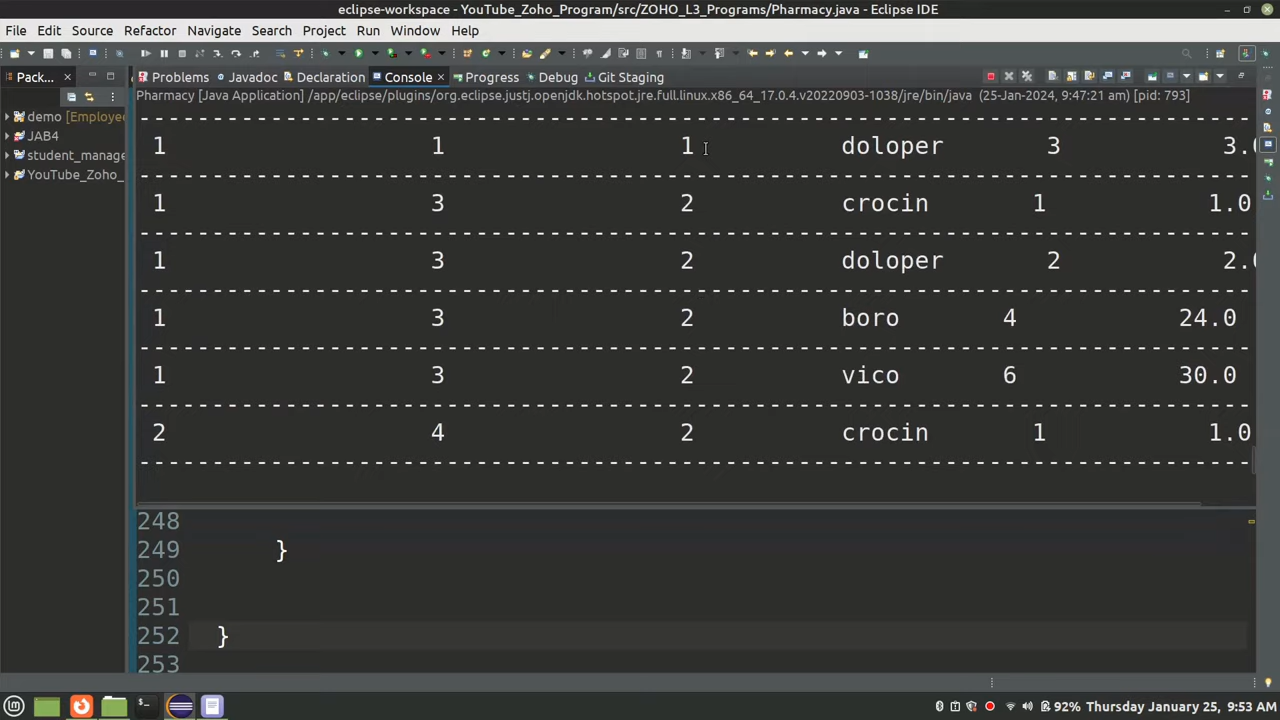 eclipse-workspace - YouTube_Zoho_Program/src/ZOHO_L3_Programs/Pharmacy.java - Eclipse IDE
File Edit Source Refactor Navigate Search Project Run Window Help
Pack... Problems Javadoc Declaration Console Progress Debug Git Staging
Pharmacy [Java Application] /app/eclipse/plugins/org.eclipse.justj.openjdk.hotspot.jre.full.linux.x86_64_17.0.4.v20220903-1038/jre/bin/java (25-Jan-2024, 9:47:21 am) [pid: 793]
demo [Employee
JAB4
student_manage
YouTube_Zoho_
1 1 1 doloper 3 3.0
1 3 2 crocin 1 1.0
1 3 2 doloper 2 2.0
1 3 2 boro 4 24.0
1 3 2 vico 6 30.0
2 4 2 crocin 1 1.0
248
249 }
250
251
252 }
253
92% Thursday January 25, 9:53 AM